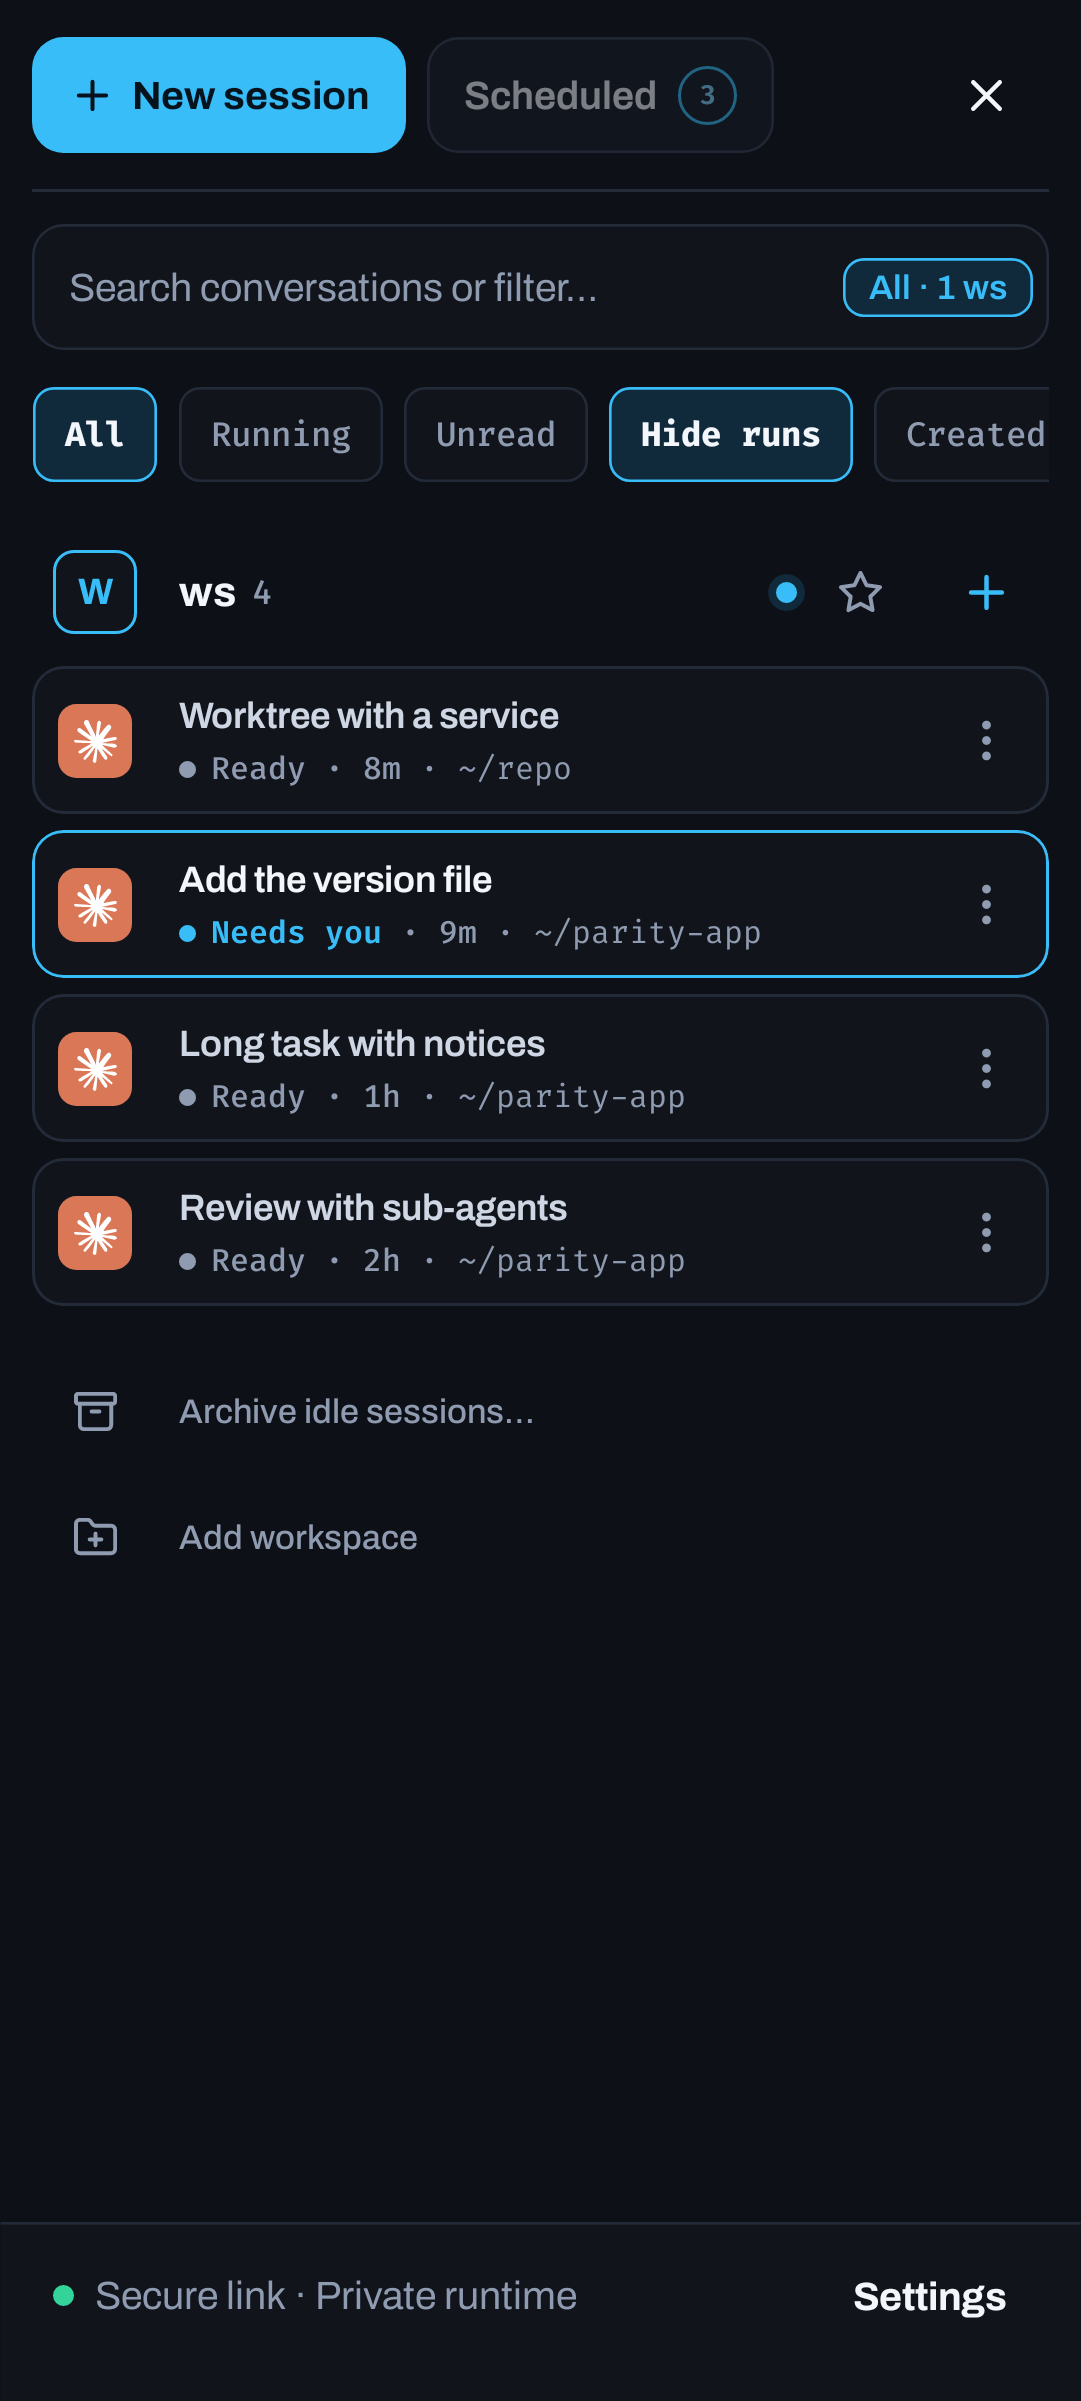 New session
Scheduled 3
Search conversations or filter...
All · 1 ws
All
Running
Unread
Hide runs
Created
W
ws 4
Worktree with a service
Ready · 8m · ~/repo
Add the version file
Needs you · 9m · ~/parity-app
Long task with notices
Ready · 1h · ~/parity-app
Review with sub-agents
Ready · 2h · ~/parity-app
Archive idle sessions...
Add workspace
Secure link · Private runtime
Settings